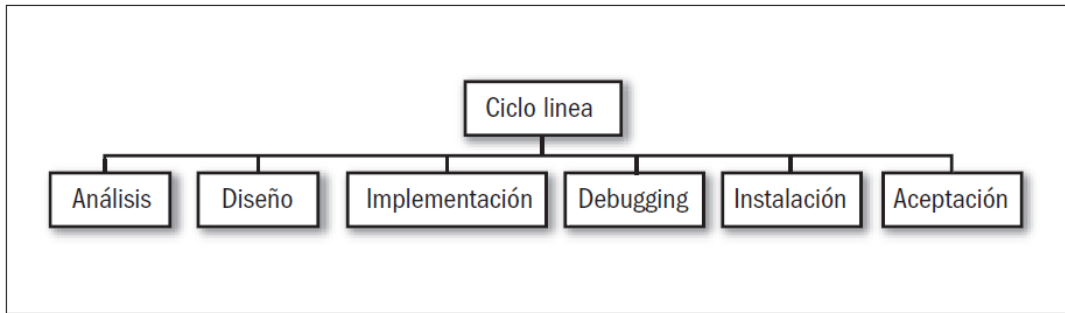 Ciclo linea
Análisis
Diseño
Implementación
Debugging
Instalación
Aceptación